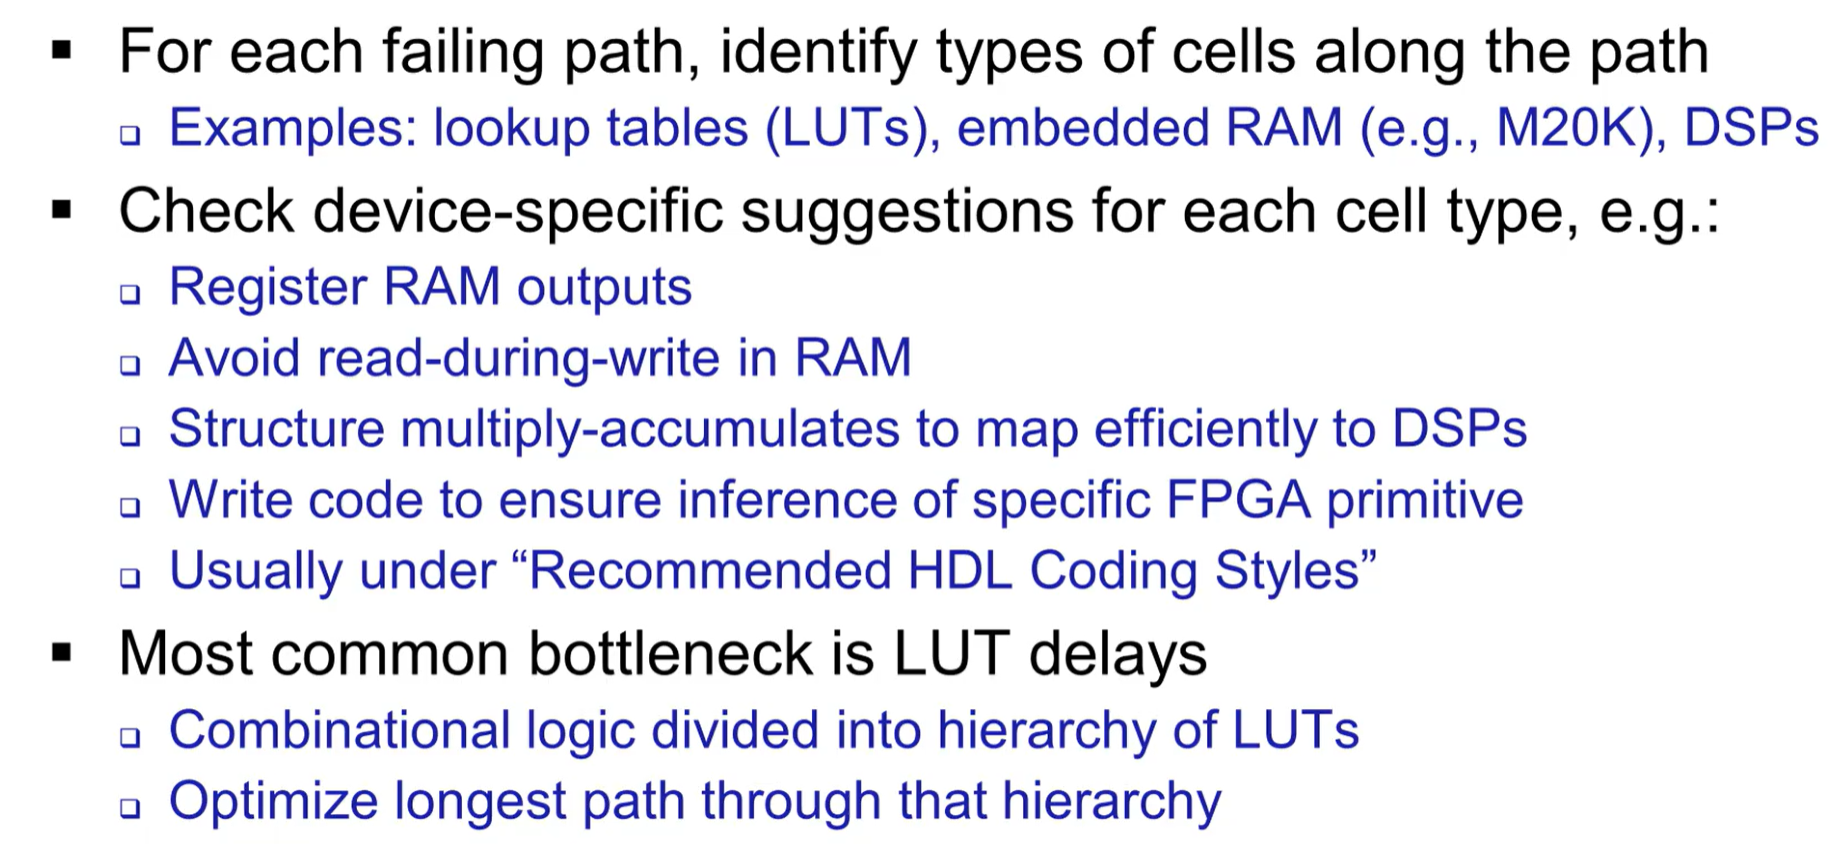 ▪ For each failing path, identify types of cells along the path
❑ Examples: lookup tables (LUTs), embedded RAM (e.g., M20K), DSPs
▪ Check device-specific suggestions for each cell type, e.g.:
❑ Register RAM outputs
❑ Avoid read-during-write in RAM
❑ Structure multiply-accumulates to map efficiently to DSPs
❑ Write code to ensure inference of specific FPGA primitive
❑ Usually under “Recommended HDL Coding Styles”
▪ Most common bottleneck is LUT delays
❑ Combinational logic divided into hierarchy of LUTs
❑ Optimize longest path through that hierarchy